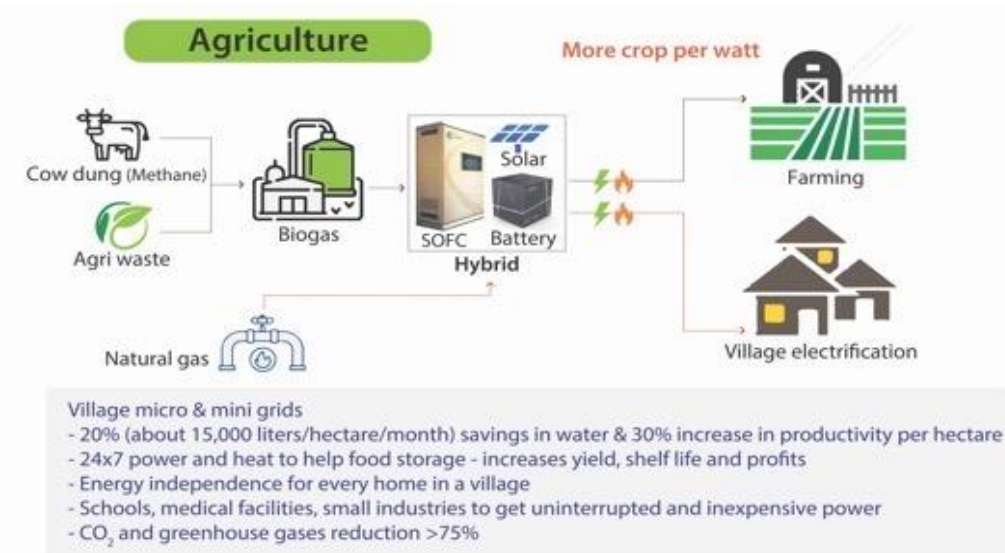 Agriculture
More crop per watt
Cow dung (Methane)
Agri waste
Biogas
Solar
SOFC
Battery
Hybrid
Farming
Natural gas
Village electrification
Village micro & mini grids
- 20% (about 15,000 liters/hectare/month) savings in water & 30% increase in productivity per hectare
- 24x7 power and heat to help food storage - increases yield, shelf life and profits
- Energy independence for every home in a village
- Schools, medical facilities, small industries to get uninterrupted and inexpensive power
- CO₂ and greenhouse gases reduction >75%